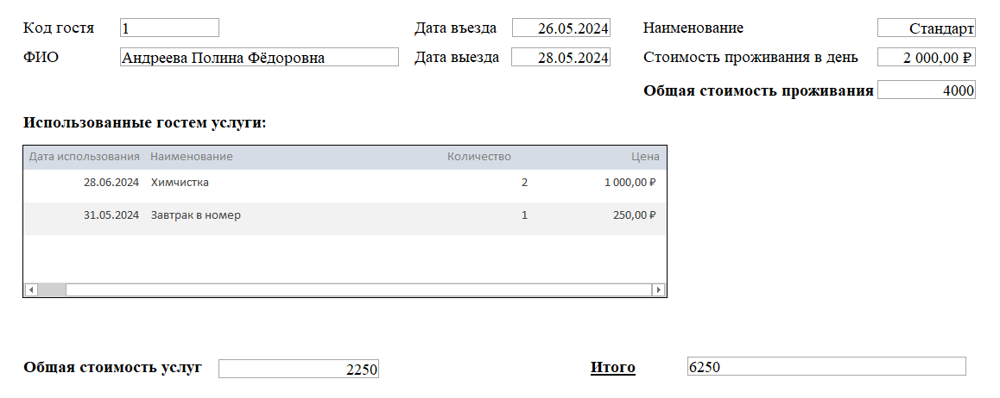 Код гостя 1 Дата въезда 26.05.2024 Наименование Стандарт
ФИО Андреева Полина Фёдоровна Дата выезда 28.05.2024 Стоимость проживания в день 2 000,00 ₽
Общая стоимость проживания 4000
Использованные гостем услуги:
Дата использования Наименование Количество Цена
28.06.2024 Химчистка 2 1 000,00 ₽
31.05.2024 Завтрак в номер 1 250,00 ₽
Общая стоимость услуг 2250 Итого 6250